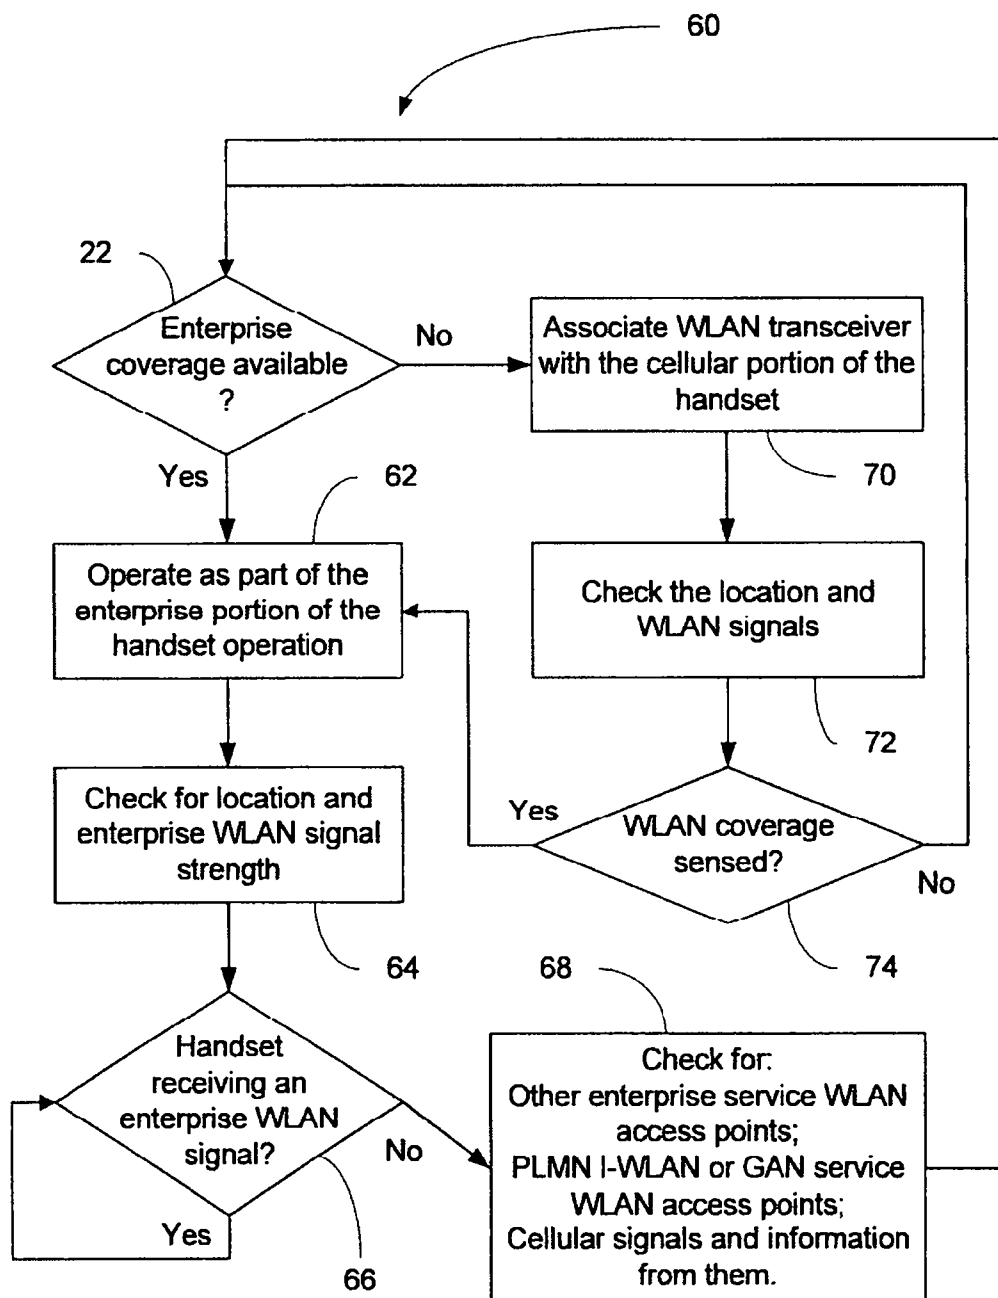 60
22
Enterprise
coverage available
?
No
Associate WLAN transceiver
with the cellular portion of the
handset
70
Yes
62
Operate as part of the
enterprise portion of the
handset operation
Check the location and
WLAN signals
72
Check for location and
enterprise WLAN signal
strength
64
Yes
WLAN coverage
sensed?
No
74
68
Handset
receiving an
enterprise WLAN
signal?
No
Yes
66
Check for:
Other enterprise service WLAN
access points;
PLMN I-WLAN or GAN service
WLAN access points;
Cellular signals and information
from them.